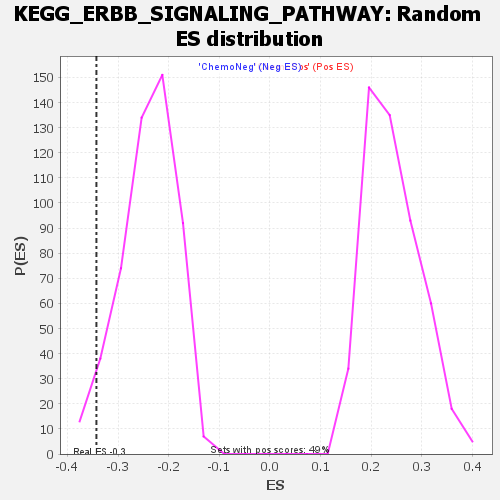 KEGG_ERBB_SIGNALING_PATHWAY: Random
ES distribution
'ChemoNeg' (Neg ES) os' (Pos ES)
150
140
130
120
110
100
90
80
70
60
50
40
30
20
10
0
P(ES)
Real ES -0.3
Sets with pos scores: 49%
-0.4 -0.3 -0.2 -0.1 0.0 0.1 0.2 0.3 0.4
ES